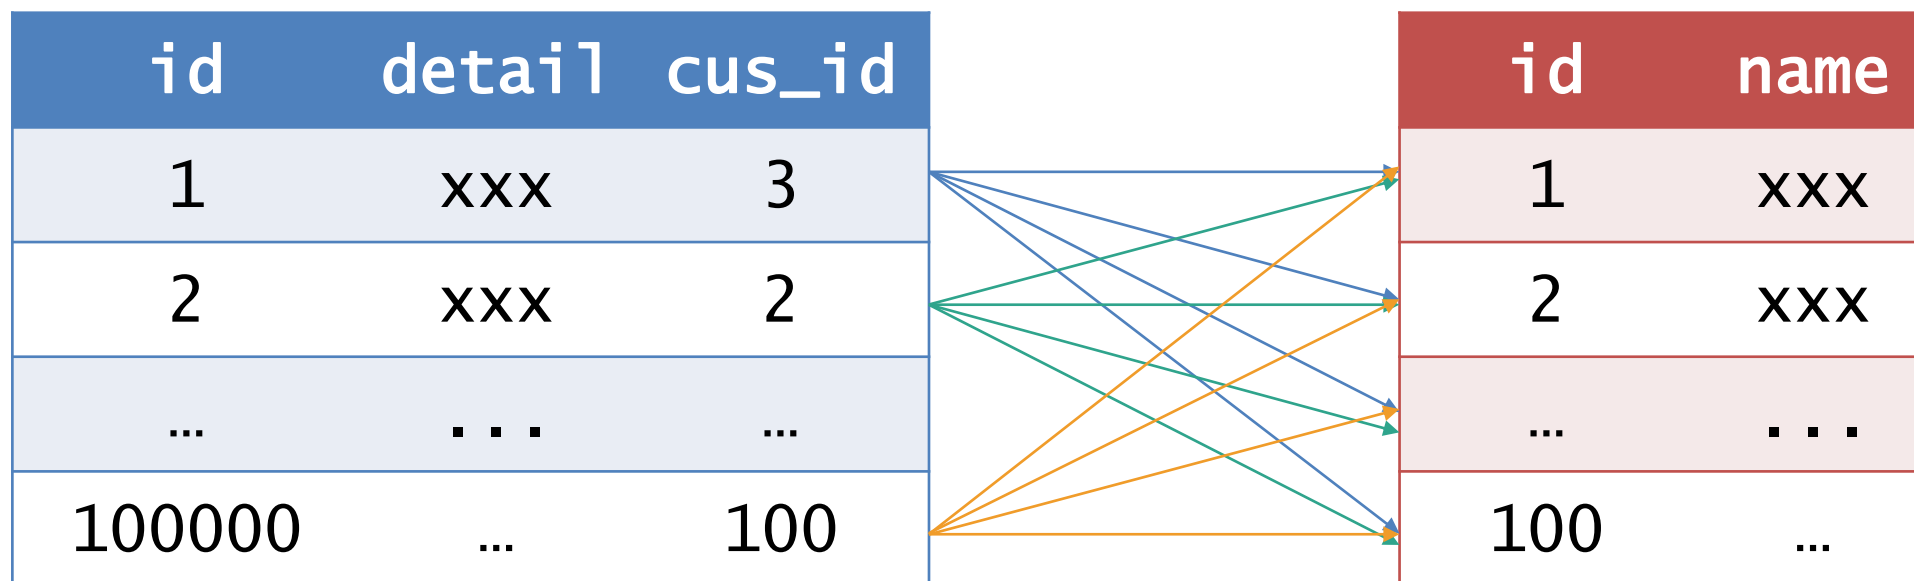 id detail cus_id id name
1 xxx 3 1 xxx
2 xxx 2 2 xxx
… ... … … ...
100000 … 100 100 …